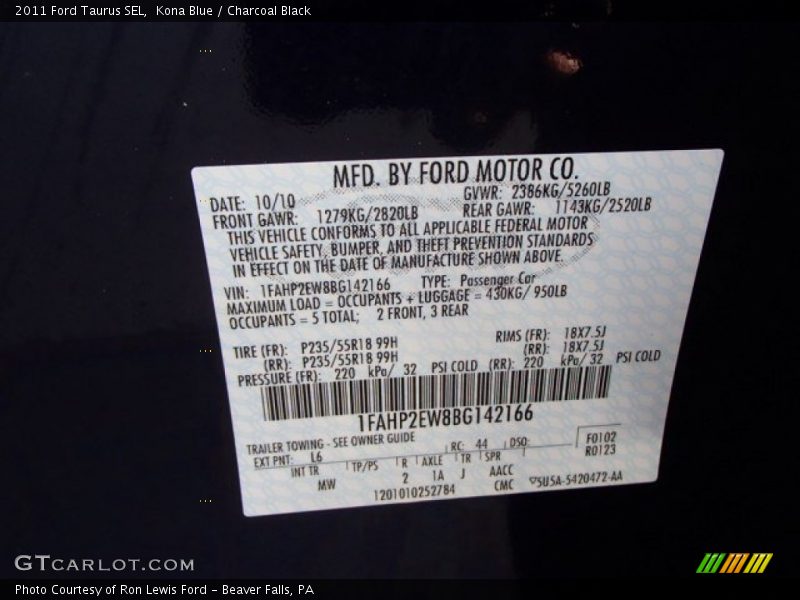 2011 Ford Taurus SEL,  Kona Blue / Charcoal Black
MFD. BY FORD MOTOR CO.
DATE: 10/10 GVWR: 2386KG/5260LB
FRONT GAWR: 1279KG/2820LB REAR GAWR: 1143KG/2520LB
THIS VEHICLE CONFORMS TO ALL APPLICABLE FEDERAL MOTOR
VEHICLE SAFETY, BUMPER, AND THEFT PREVENTION STANDARDS
IN EFFECT ON THE DATE OF MANUFACTURE SHOWN ABOVE.
VIN: 1FAHP2EW8BG142166 TYPE: Passenger Car
MAXIMUM LOAD = OCCUPANTS + LUGGAGE = 430KG/ 950LB
OCCUPANTS = 5 TOTAL; 2 FRONT, 3 REAR
TIRE (FR): P235/55R18 99H RIMS (FR): 18X7.5J
(RR): P235/55R18 99H (RR): 18X7.5J
PRESSURE (FR): 220 kPa/ 32 PSI COLD (RR): 220 kPa/ 32 PSI COLD
1FAHP2EW8BG142166
TRAILER TOWING - SEE OWNER GUIDE RC: 44 DSO: F0102
EXT PNT: L6 R0123
INT TR TP/PS R AXLE TR SPR
MW 2 1A J AACC
1201010252784 CMC 5U5A-5420472-AA
GTCARLOT.COM
Photo Courtesy of Ron Lewis Ford - Beaver Falls, PA